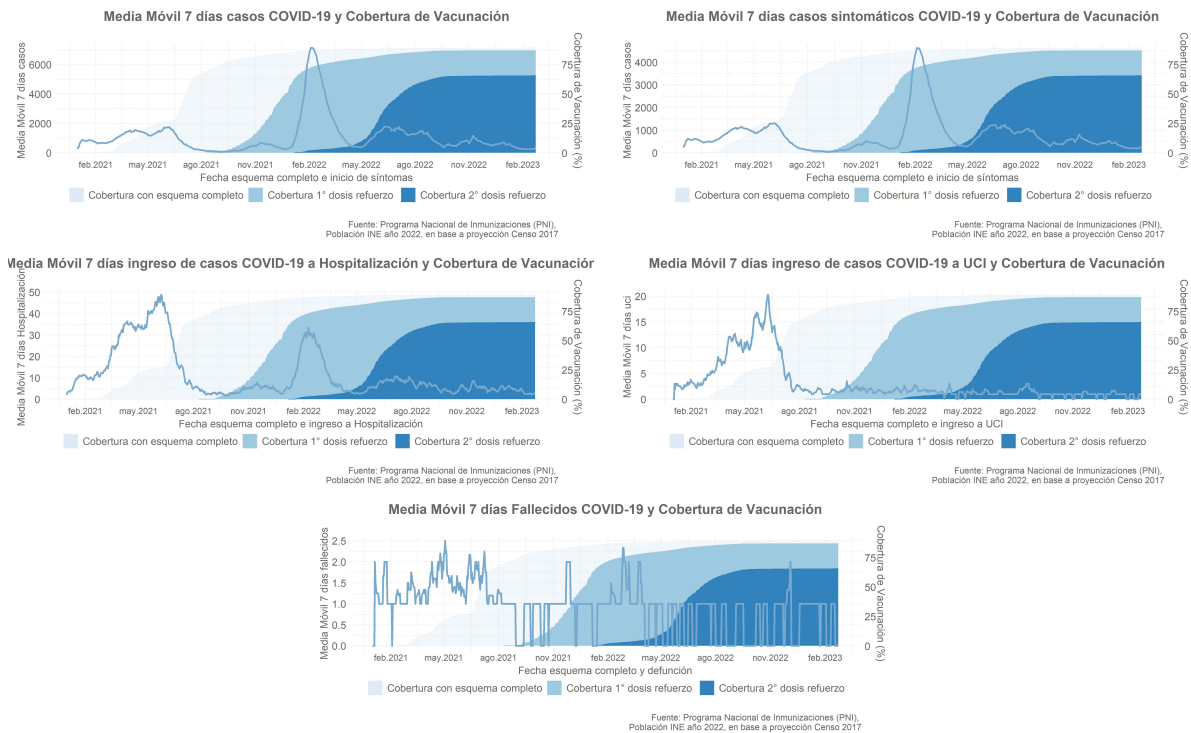 Media Móvil 7 días casos COVID-19 y Cobertura de Vacunación
Media Móvil 7 días casos
6000
4000
2000
0
Cobertura de Vacunación (%)
75
50
25
0
feb.2021 may.2021 ago.2021 nov.2021 feb.2022 may.2022 ago.2022 nov.2022 feb.2023
Fecha esquema completo e inicio de síntomas
Cobertura con esquema completo Cobertura 1° dosis refuerzo Cobertura 2° dosis refuerzo
Fuente: Programa Nacional de Inmunizaciones (PNI),
Población INE año 2022, en base a proyección Censo 2017
Media Móvil 7 días casos sintomáticos COVID-19 y Cobertura de Vacunación
Media Móvil 7 días casos
4000
3000
2000
1000
0
Cobertura de Vacunación (%)
75
50
25
0
feb.2021 may.2021 ago.2021 nov.2021 feb.2022 may.2022 ago.2022 nov.2022 feb.2023
Fecha esquema completo e inicio de síntomas
Cobertura con esquema completo Cobertura 1° dosis refuerzo Cobertura 2° dosis refuerzo
Fuente: Programa Nacional de Inmunizaciones (PNI),
Población INE año 2022, en base a proyección Censo 2017
Media Móvil 7 días ingreso de casos COVID-19 a Hospitalización y Cobertura de Vacunación
Media Móvil 7 días Hospitalización
50
40
30
20
10
0
Cobertura de Vacunación (%)
75
50
25
0
feb.2021 may.2021 ago.2021 nov.2021 feb.2022 may.2022 ago.2022 nov.2022 feb.2023
Fecha esquema completo e ingreso a Hospitalización
Cobertura con esquema completo Cobertura 1° dosis refuerzo Cobertura 2° dosis refuerzo
Fuente: Programa Nacional de Inmunizaciones (PNI),
Población INE año 2022, en base a proyección Censo 2017
Media Móvil 7 días ingreso de casos COVID-19 a UCI y Cobertura de Vacunación
Media Móvil 7 días uci
20
15
10
5
0
Cobertura de Vacunación (%)
75
50
25
0
feb.2021 may.2021 ago.2021 nov.2021 feb.2022 may.2022 ago.2022 nov.2022 feb.2023
Fecha esquema completo e ingreso a UCI
Cobertura con esquema completo Cobertura 1° dosis refuerzo Cobertura 2° dosis refuerzo
Fuente: Programa Nacional de Inmunizaciones (PNI),
Población INE año 2022, en base a proyección Censo 2017
Media Móvil 7 días Fallecidos COVID-19 y Cobertura de Vacunación
Media Móvil 7 días fallecidos
2.5
2.0
1.5
1.0
0.5
0.0
Cobertura de Vacunación (%)
75
50
25
0
feb.2021 may.2021 ago.2021 nov.2021 feb.2022 may.2022 ago.2022 nov.2022 feb.2023
Fecha esquema completo y defunción
Cobertura con esquema completo Cobertura 1° dosis refuerzo Cobertura 2° dosis refuerzo
Fuente: Programa Nacional de Inmunizaciones (PNI),
Población INE año 2022, en base a proyección Censo 2017